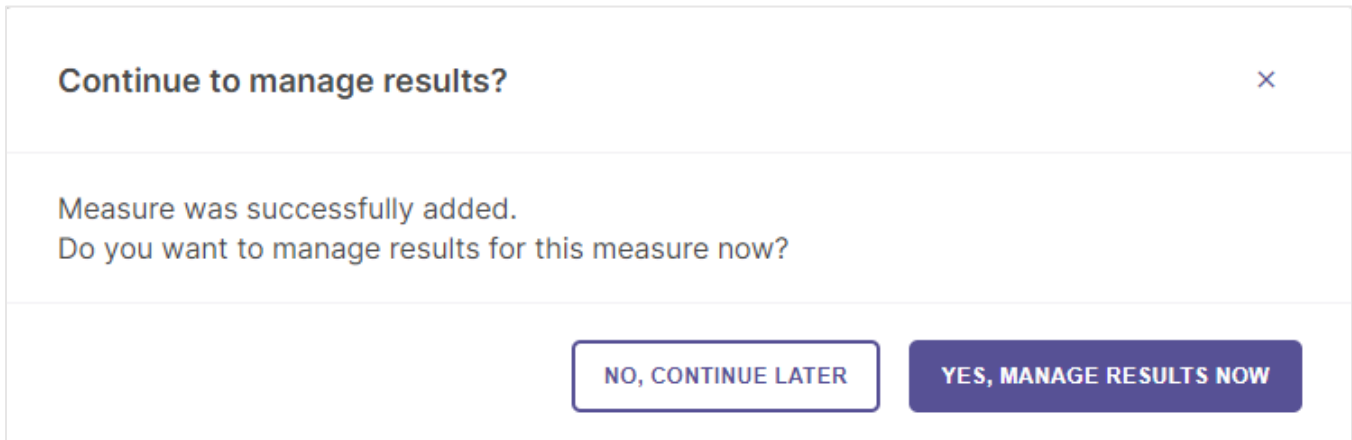 Continue to manage results?
Measure was successfully added.
Do you want to manage results for this measure now?
NO, CONTINUE LATER
YES, MANAGE RESULTS NOW